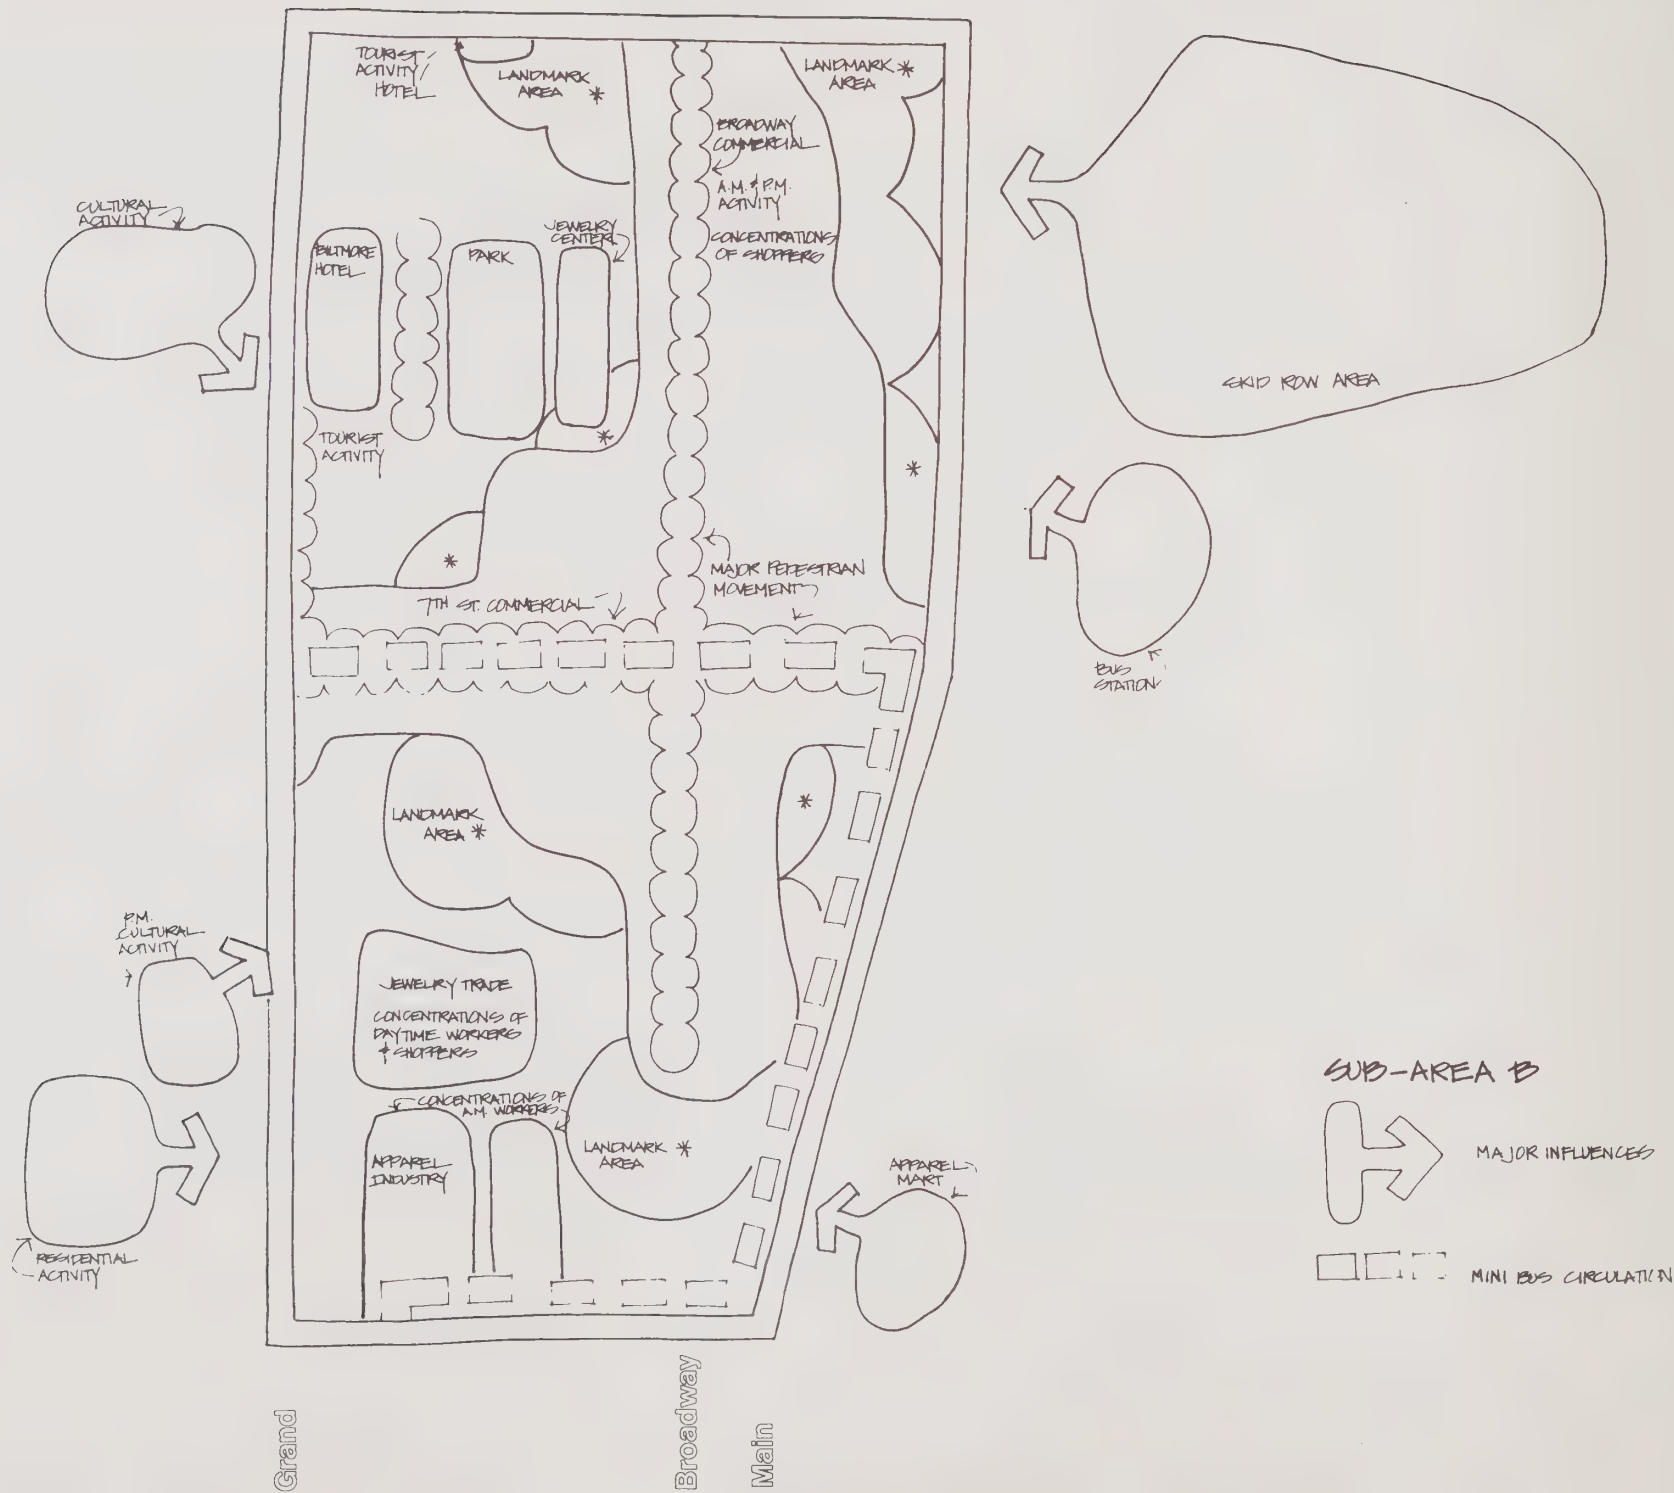 TOURIST/
ACTIVITY/
HOTEL
LANDMARK
AREA *
LANDMARK *
AREA
BROADWAY
COMMERCIAL
A.M. & P.M.
ACTIVITY
CONCENTRATIONS
OF SHOPPERS
CULTURAL
ACTIVITY
BILTMORE
HOTEL
PARK
JEWELRY
CENTER
SKID ROW AREA
TOURIST
ACTIVITY
*
*
*
MAJOR PEDESTRIAN
MOVEMENT
7TH ST. COMMERCIAL
BUS
STATION
LANDMARK
AREA *
*
P.M.
CULTURAL
ACTIVITY
JEWELRY TRADE
CONCENTRATIONS OF
DAYTIME WORKERS
& SHOPPERS
CONCENTRATIONS OF
A.M. WORKERS
LANDMARK *
AREA
APPAREL
INDUSTRY
APPAREL
MART
RESIDENTIAL
ACTIVITY
SUB-AREA B
MAJOR INFLUENCES
MINI BUS CIRCULATION
Grand
Broadway
Main